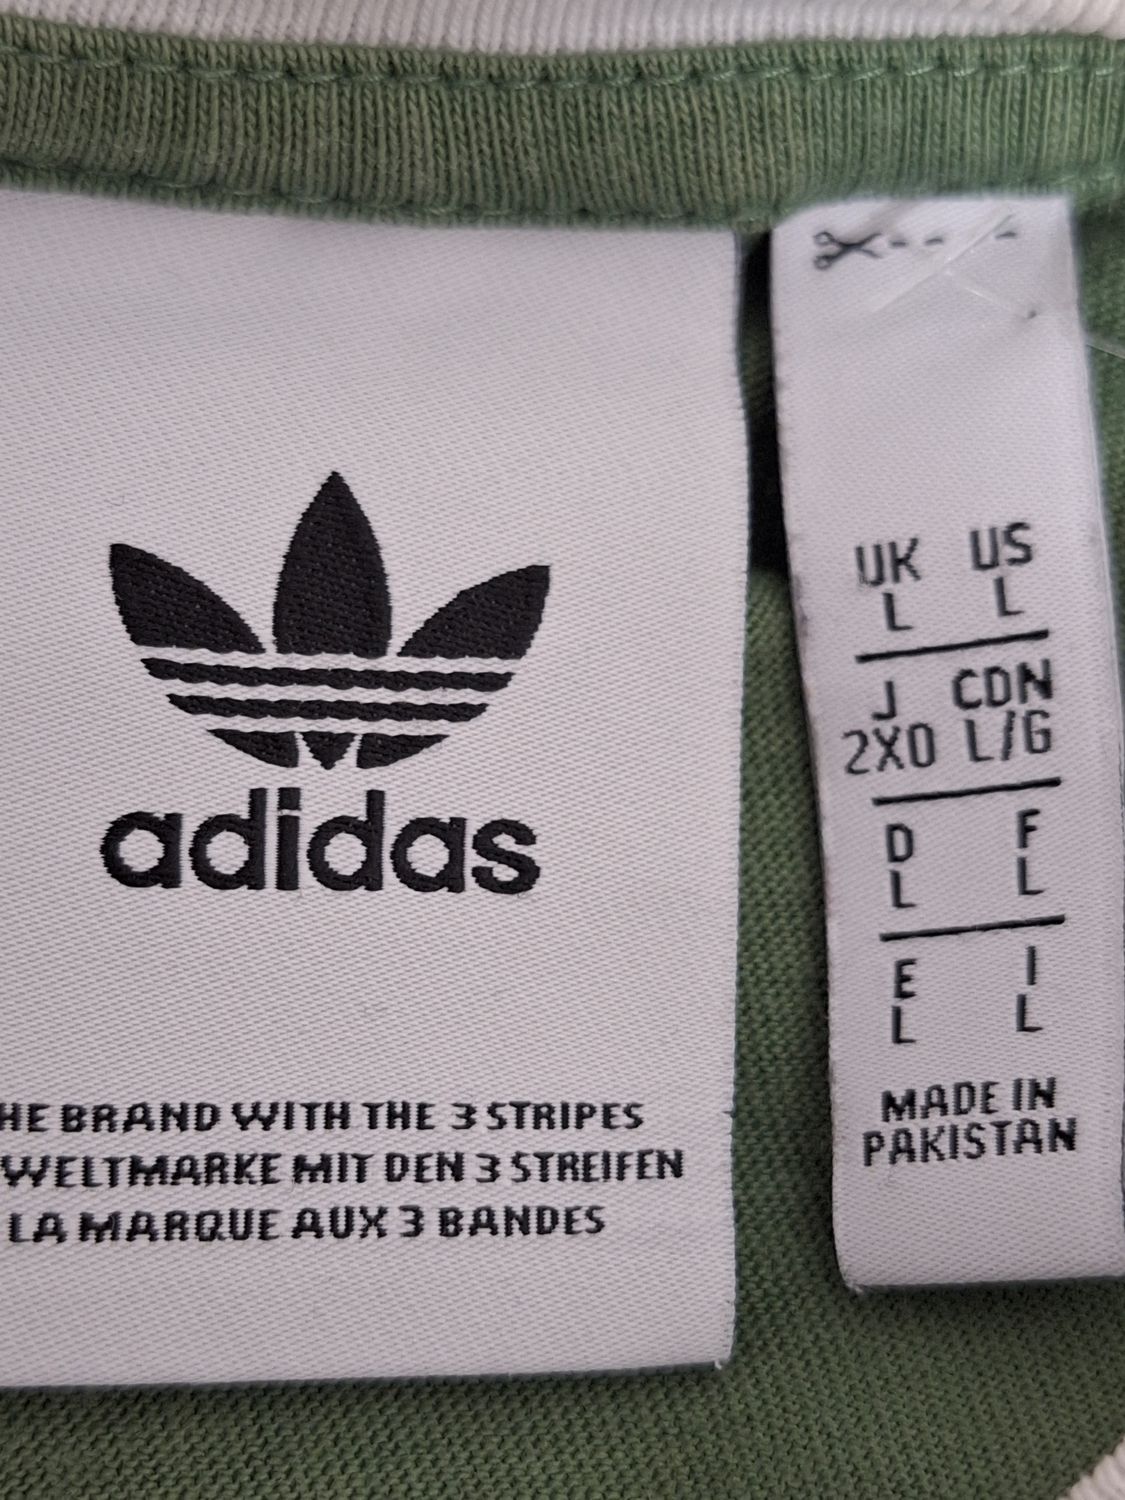 adidas
HE BRAND WITH THE 3 STRIPES
WELTMARKE MIT DEN 3 STREIFEN
LA MARQUE AUX 3 BANDES
UK US
L L
J CDN
2XO L/G
D F
L L
E I
L L
MADE IN
PAKISTAN